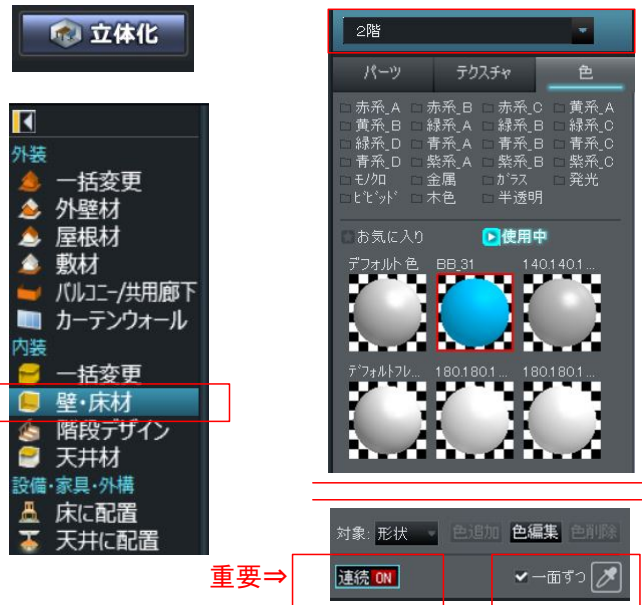 立体化
外装
一括変更
外壁材
屋根材
敷材
バルコニー/共用廊下
カーテンウォール
内装
一括変更
壁・床材
階段デザイン
天井材
設備・家具・外構
床に配置
天井に配置
2階
パーツ テクスチャ 色
赤系_A 赤系_B 赤系_C 黄系_A
黄系_B 緑系_A 緑系_B 緑系_C
緑系_D 青系_A 青系_B 青系_C
青系_D 紫系_A 紫系_B 紫系_C
モノクロ 金属 ガラス 発光
ビビッド 木色 半透明
お気に入り 使用中
デフォルト色 BB_31 140.140.1...
デフォルトフレ... 180.180.1... 180.180.1...
対象: 形状 色追加 色編集 色削除
重要⇒ 連続 ON 一面ずつ